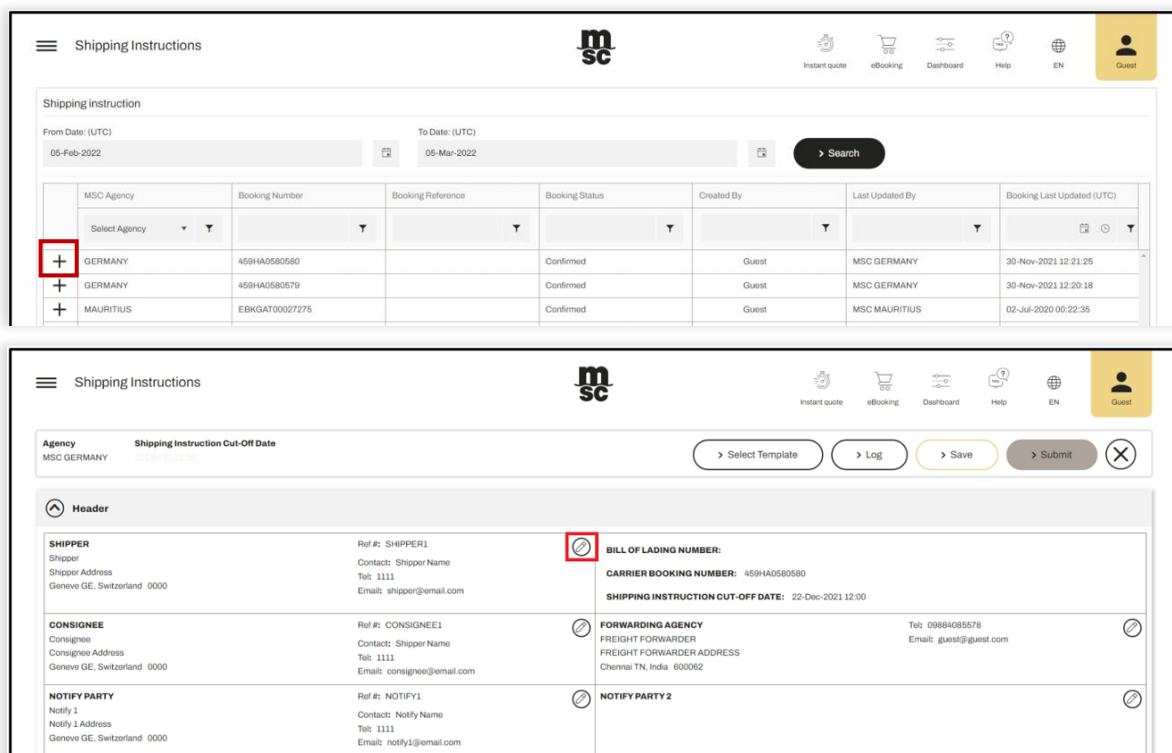 Shipping Instructions
msc
Instant quote
eBooking
Dashboard
Help
EN
Guest
Shipping instruction
From Date: (UTC)
To Date: (UTC)
05-Feb-2022
05-Mar-2022
> Search
MSC Agency
Booking Number
Booking Reference
Booking Status
Created By
Last Updated By
Booking Last Updated (UTC)
Select Agency
GERMANY 459HA0580580 Confirmed Guest MSC GERMANY 30-Nov-2021 12:21:25
GERMANY 459HA0580579 Confirmed Guest MSC GERMANY 30-Nov-2021 12:20:18
MAURITIUS EBKGAT00027275 Confirmed Guest MSC MAURITIUS 02-Jul-2020 00:22:35
Shipping Instructions
msc
Instant quote
eBooking
Dashboard
Help
EN
Guest
Agency
MSC GERMANY
Shipping Instruction Cut-Off Date
> Select Template
> Log
> Save
> Submit
Header
SHIPPER
Shipper
Shipper Address
Geneve GE, Switzerland 0000
Ref #: SHIPPER1
Contact: Shipper Name
Tel: 1111
Email: shipper@email.com
BILL OF LADING NUMBER:
CARRIER BOOKING NUMBER: 459HA0580580
SHIPPING INSTRUCTION CUT-OFF DATE: 22-Dec-2021 12:00
CONSIGNEE
Consignee
Consignee Address
Geneve GE, Switzerland 0000
Ref #: CONSIGNEE1
Contact: Shipper Name
Tel: 1111
Email: consignee@email.com
FORWARDING AGENCY
FREIGHT FORWARDER
FREIGHT FORWARDER ADDRESS
Chennai TN, India 600062
Tel: 09884085578
Email: guest@guest.com
NOTIFY PARTY
Notify 1
Notify 1 Address
Geneve GE, Switzerland 0000
Ref #: NOTIFY1
Contact: Notify Name
Tel: 1111
Email: notify1@email.com
NOTIFY PARTY 2